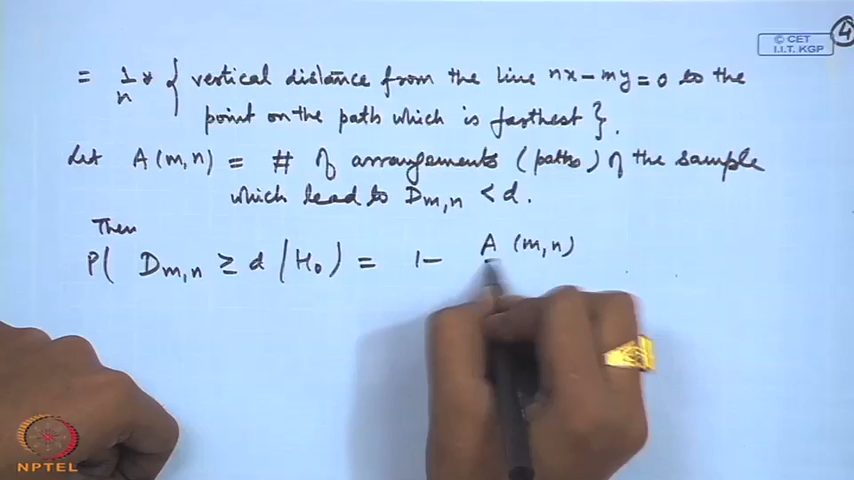 4
© CET
I.I.T. KGP
= 1/n * { vertical distance from the line nx - my = 0 to the
point on the path which is farthest }.
Let A(m,n) = # of arrangements (paths) of the sample
which lead to Dm,n < d.
Then
P( Dm,n ≥ d / H0 ) = 1 - A (m,n)
NPTEL